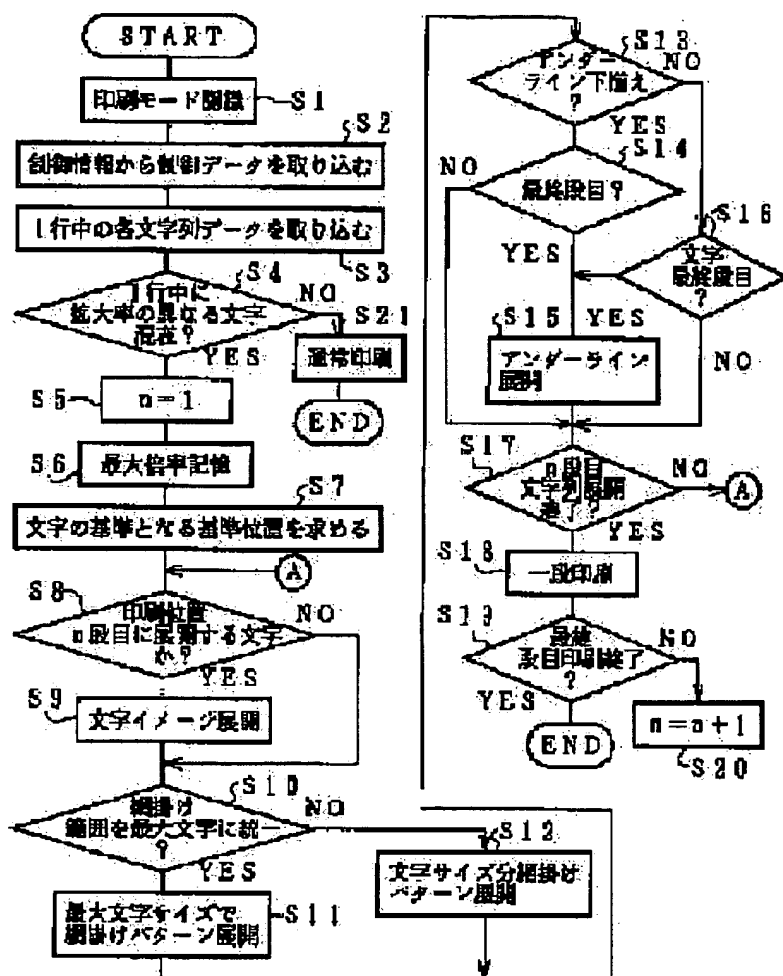 START
印刷モード開始
S1
S2
制御情報から制御データを取り込む
1行中の各文字列データを取り込む
S3
S4
1行中に
拡大率の異なる文字
混在?
NO
YES
S21
通常印刷
END
S5
n=1
S6
最大倍率記憶
S7
文字の基準となる基準位置を求める
A
S8
印刷位置
n段目に展開する文字
か?
NO
YES
S9
文字イメージ展開
S10
網掛け
範囲を最大文字に統一
?
NO
YES
S11
最大文字サイズで
網掛けパターン展開
S12
文字サイズ分網掛け
パターン展開
S13
アンダー
ライン下揃え
?
NO
YES
S14
最終段目?
NO
YES
S16
文字
最終段目
?
YES
NO
S15
アンダーライン
展開
S17
n段目
文字列展開
?
NO
A
YES
S18
一段印刷
S19
最終
段目印刷終了
?
NO
YES
END
n=n+1
S20